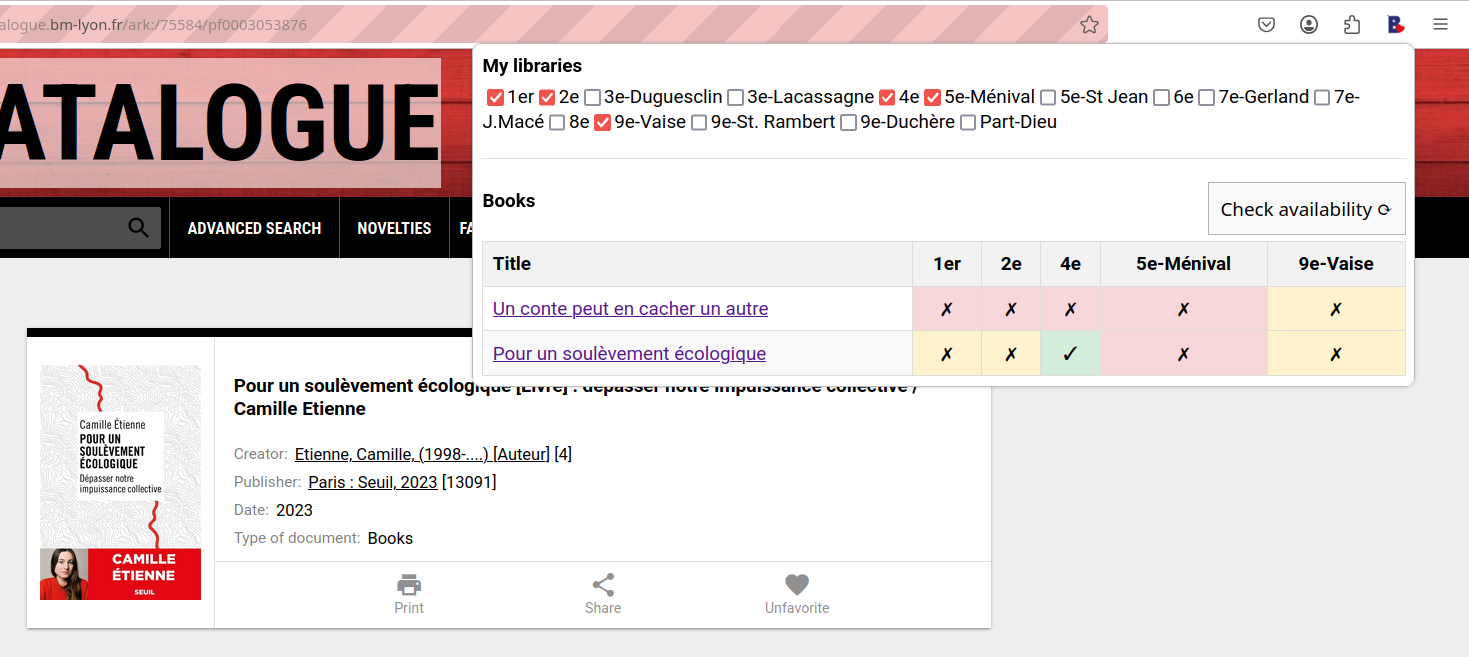 alogue.bm-lyon.fr/ark:/75584/pf0003053876
ATALOGUE
ADVANCED SEARCH NOVELTIES FA
My libraries
1er 2e 3e-Duguesclin 3e-Lacassagne 4e 5e-Ménival 5e-St Jean 6e 7e-Gerland 7e-
J.Macé 8e 9e-Vaise 9e-St. Rambert 9e-Duchère Part-Dieu
Books
Check availability ⟳
Title 1er 2e 4e 5e-Ménival 9e-Vaise
Un conte peut en cacher un autre ✗ ✗ ✗ ✗ ✗
Pour un soulèvement écologique ✗ ✗ ✓ ✗ ✗
Camille Étienne
POUR UN
SOULÈVEMENT
ÉCOLOGIQUE
Dépasser notre
impuissance collective
CAMILLE
ÉTIENNE
SEUIL
Pour un soulèvement écologique [Livre] : dépasser notre impuissance collective /
Camille Etienne
Creator: Etienne, Camille, (1998-....) [Auteur] [4]
Publisher: Paris : Seuil, 2023 [13091]
Date: 2023
Type of document: Books
Print Share Unfavorite